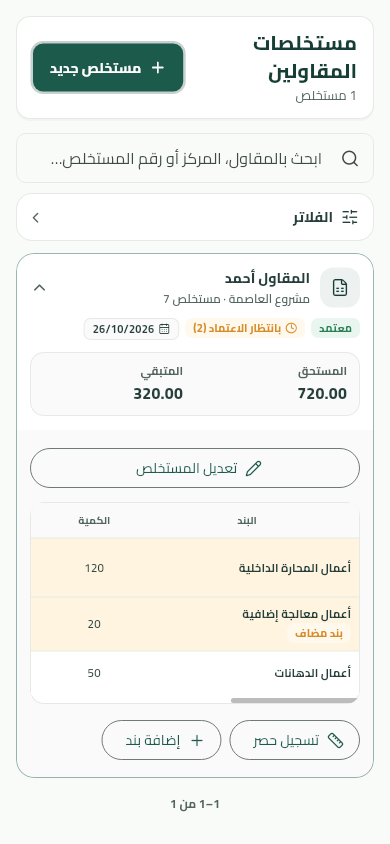 مستخلصات
المقاولين
1 مستخلص
مستخلص جديد
ابحث بالمقاول، المركز أو رقم المستخلص...
الفلاتر
المقاول أحمد
مشروع العاصمة · مستخلص 7
معتمد
بانتظار الاعتماد (2)
26/10/2026
المستحق
المتبقي
720.00
320.00
تعديل المستخلص
البند
الكمية
أعمال المحارة الداخلية
120
أعمال معالجة إضافية
بند مضاف
20
أعمال الدهانات
50
تسجيل حصر
إضافة بند
1–1 من 1